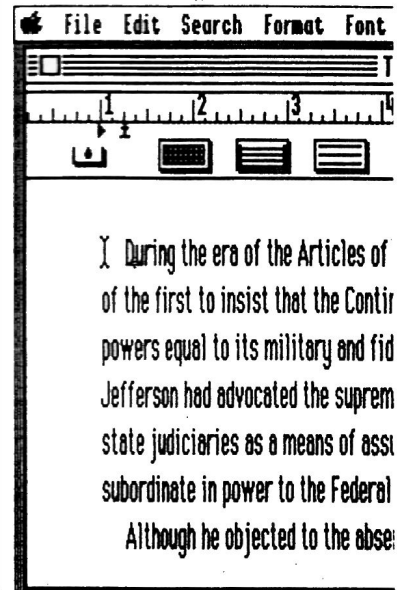 File Edit Search Format Font
T
1 2 3 4
During the era of the Articles of
of the first to insist that the Contin
powers equal to its military and fid
Jefferson had advocated the suprem
state judiciaries as a means of assu
subordinate in power to the Federal
Although he objected to the abse